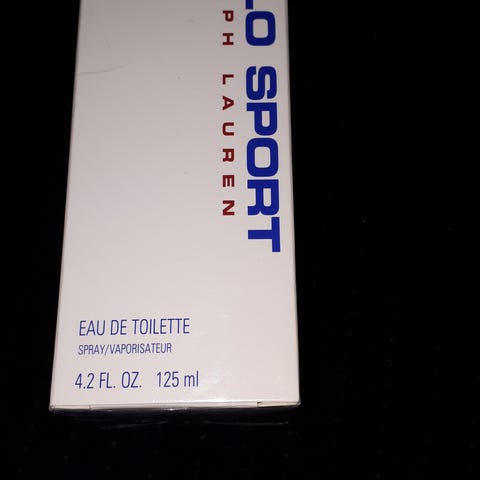 LO SPORT
PH LAUREN
EAU DE TOILETTE
SPRAY/VAPORISATEUR
4.2 FL. OZ. 125 ml